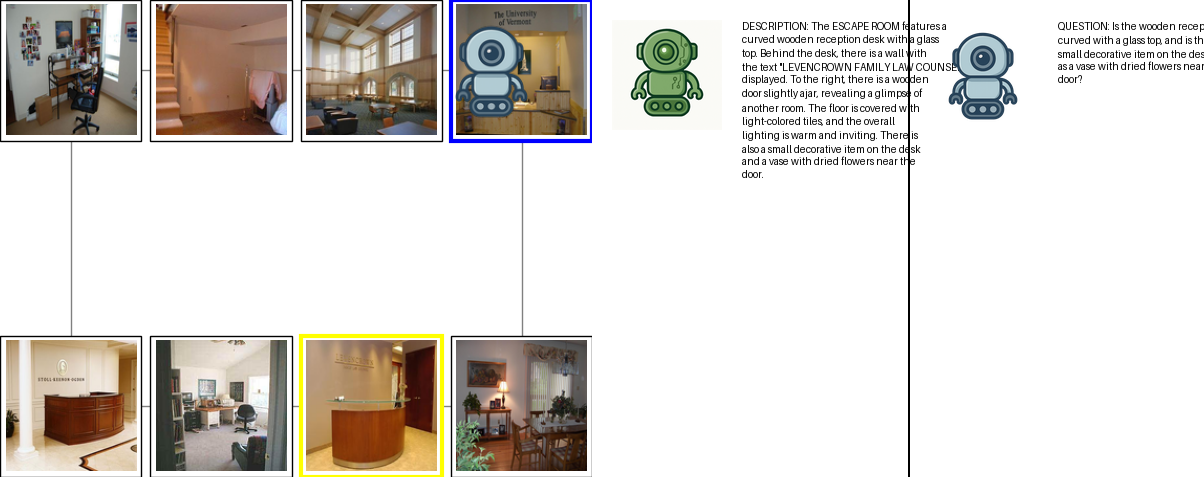 The University
of Vermont
DESCRIPTION: The ESCAPE ROOM features a
curved wooden reception desk with a glass
top. Behind the desk, there is a wall with
the text "LEVENCROWN FAMILY LAW COUNSE
displayed. To the right, there is a wooden
door slightly ajar, revealing a glimpse of
another room. The floor is covered with
light-colored tiles, and the overall
lighting is warm and inviting. There is
also a small decorative item on the desk
and a vase with dried flowers near the
door.
QUESTION: Is the wooden recep
curved with a glass top, and is th
small decorative item on the des
as a vase with dried flowers near
door?